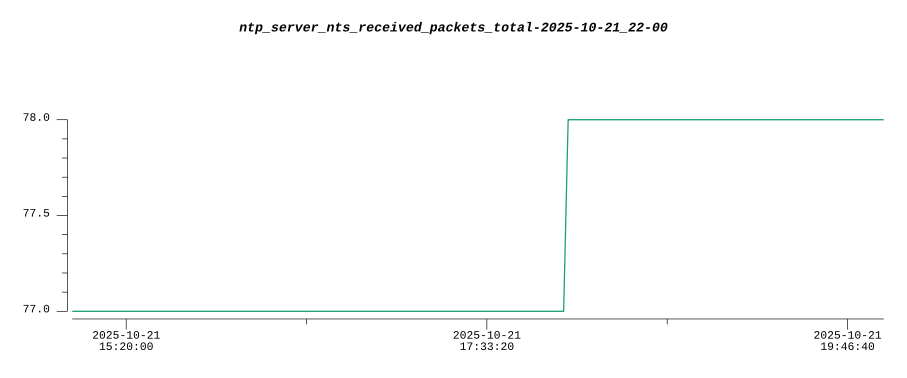 ntp_server_nts_received_packets_total-2025-10-21_22-00
78.0
77.5
77.0
2025-10-21 2025-10-21 2025-10-21
15:20:00 17:33:20 19:46:40